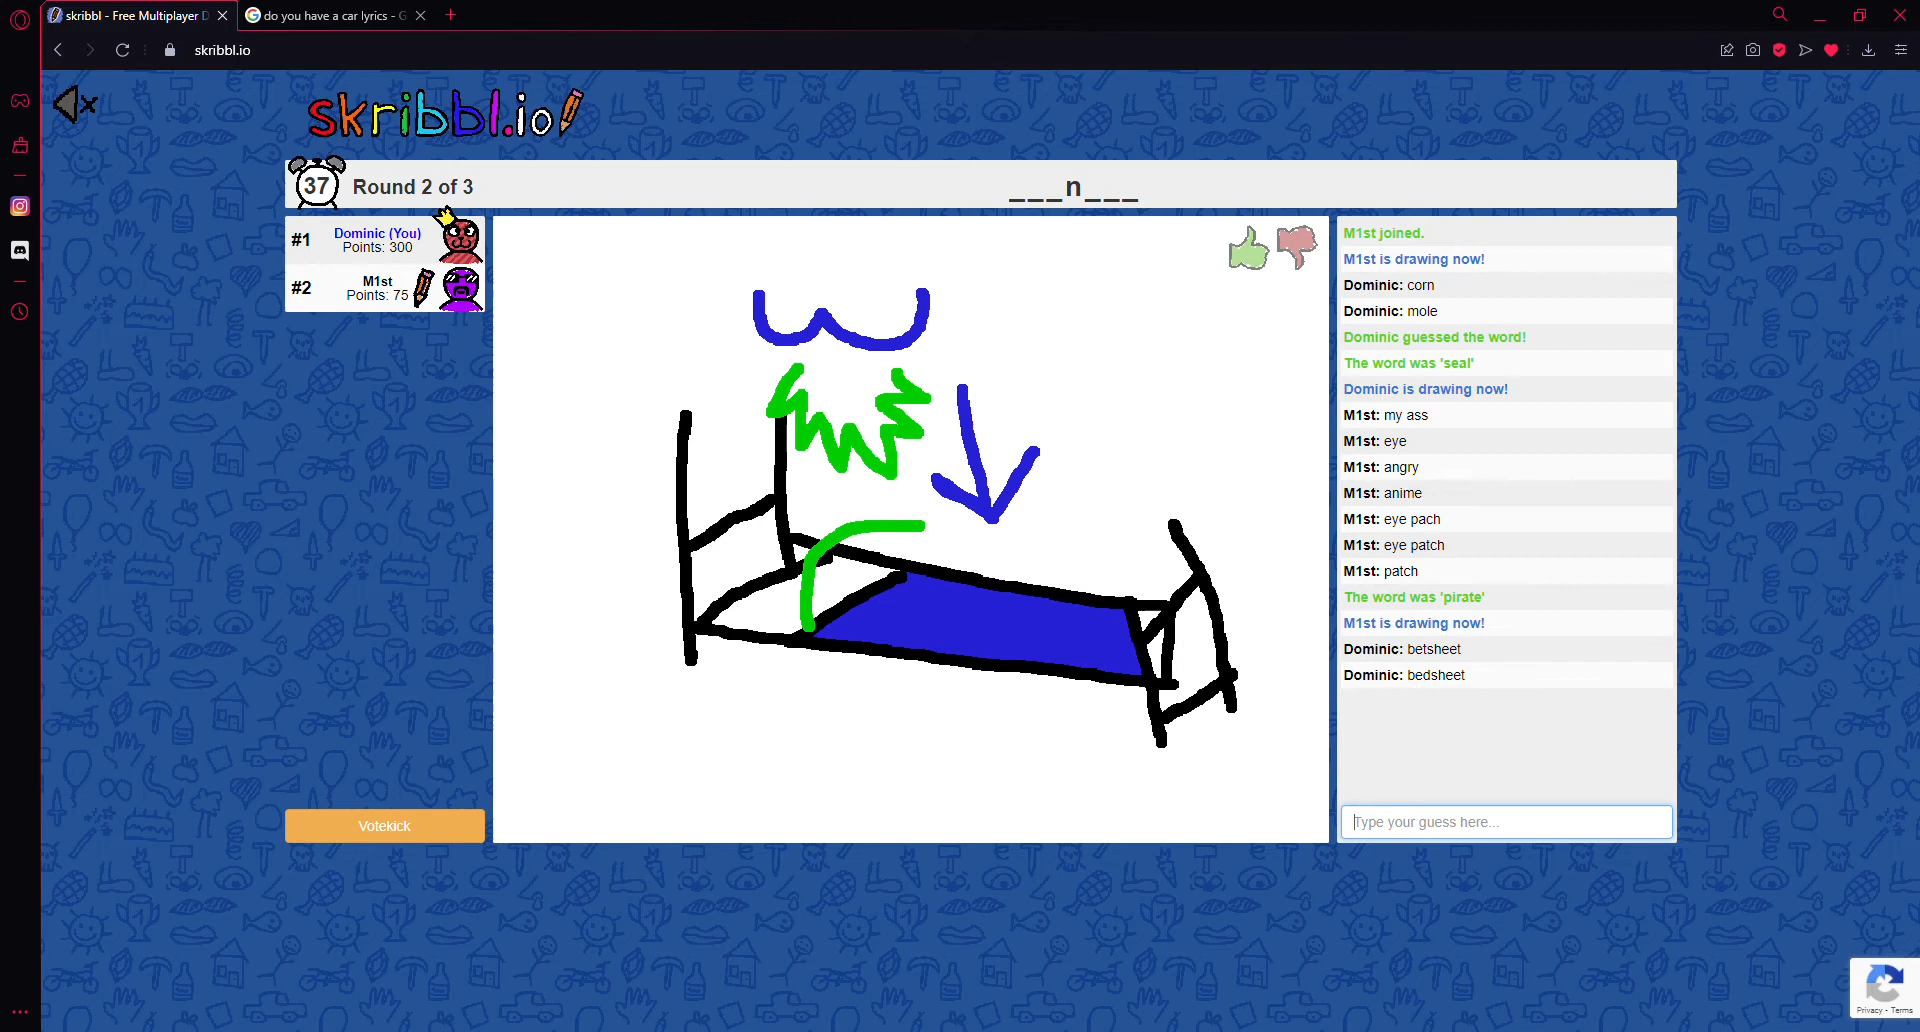 skribbl - Free Multiplayer D
do you have a car lyrics - G
skribbl.io
skribbl.io
37
Round 2 of 3
___n___
#1
Dominic (You)
Points: 300
#2
M1st
Points: 75
Votekick
M1st joined.
M1st is drawing now!
Dominic: corn
Dominic: mole
Dominic guessed the word!
The word was 'seal'
Dominic is drawing now!
M1st: my ass
M1st: eye
M1st: angry
M1st: anime
M1st: eye pach
M1st: eye patch
M1st: patch
The word was 'pirate'
M1st is drawing now!
Dominic: betsheet
Dominic: bedsheet
Type your guess here...
Privacy - Terms